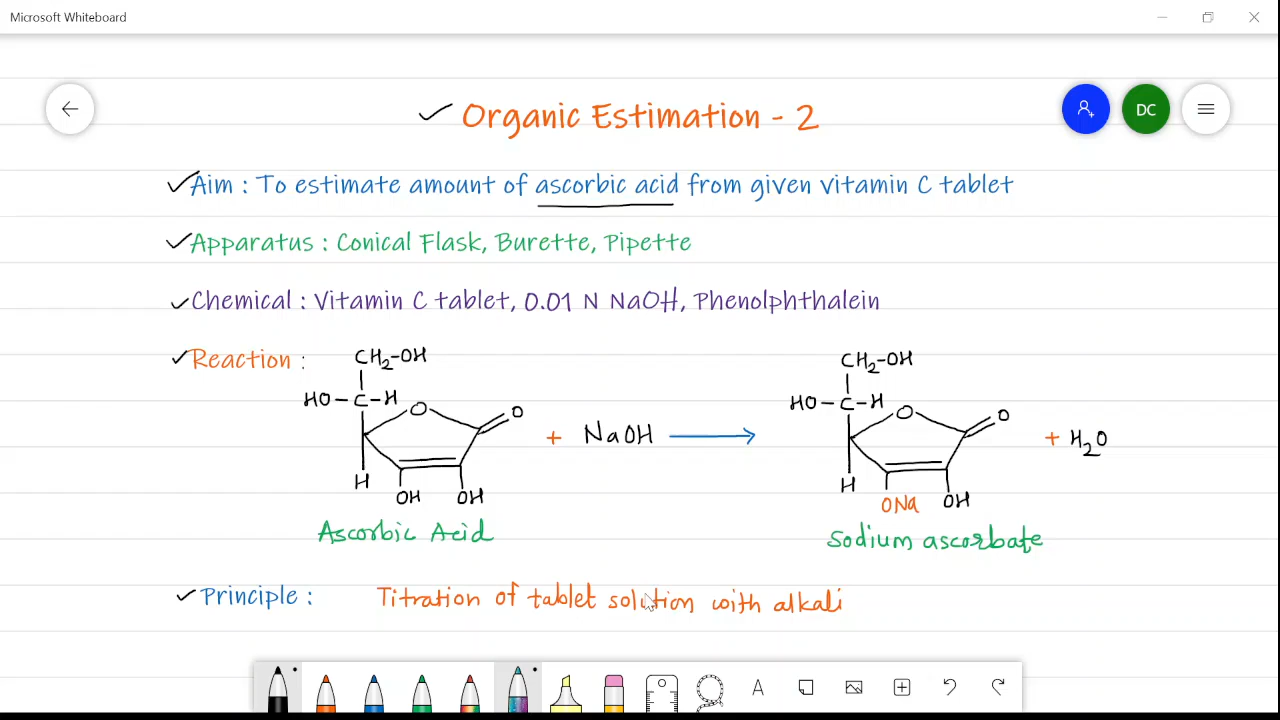 Microsoft Whiteboard
Organic Estimation - 2
DC
Aim : To estimate amount of ascorbic acid from given vitamin C tablet
Apparatus : Conical Flask, Burette, Pipette
Chemical : Vitamin C tablet, 0.01 N NaOH, Phenolphthalein
Reaction :
CH2-OH
CH2-OH
HO-C-H
HO-C-H
O
O
O
O
+ NaOH
+ H2O
H
OH
OH
H
ONa
OH
Ascorbic Acid
Sodium ascorbate
Principle : Titration of tablet solution with alkali
A